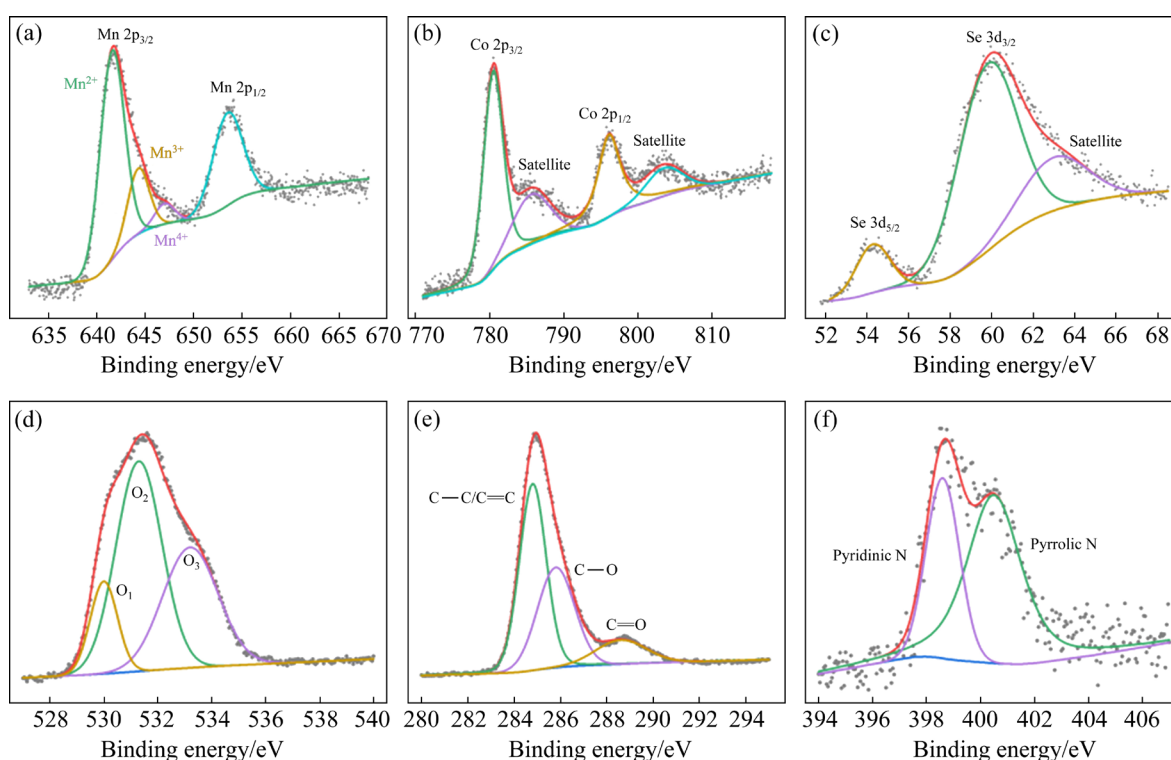 (a)
Mn 2p3/2
Mn2+
Mn 2p1/2
Mn3+
Mn4+
635 640 645 650 655 660 665 670
Binding energy/eV
(b)
Co 2p3/2
Co 2p1/2
Satellite
Satellite
770 780 790 800 810
Binding energy/eV
(c)
Se 3d3/2
Satellite
Se 3d5/2
52 54 56 58 60 62 64 66 68
Binding energy/eV
(d)
O2
O3
O1
528 530 532 534 536 538 540
Binding energy/eV
(e)
C—C/C=C
C—O
C=O
280 282 284 286 288 290 292 294
Binding energy/eV
(f)
Pyridinic N
Pyrrolic N
394 396 398 400 402 404 406
Binding energy/eV